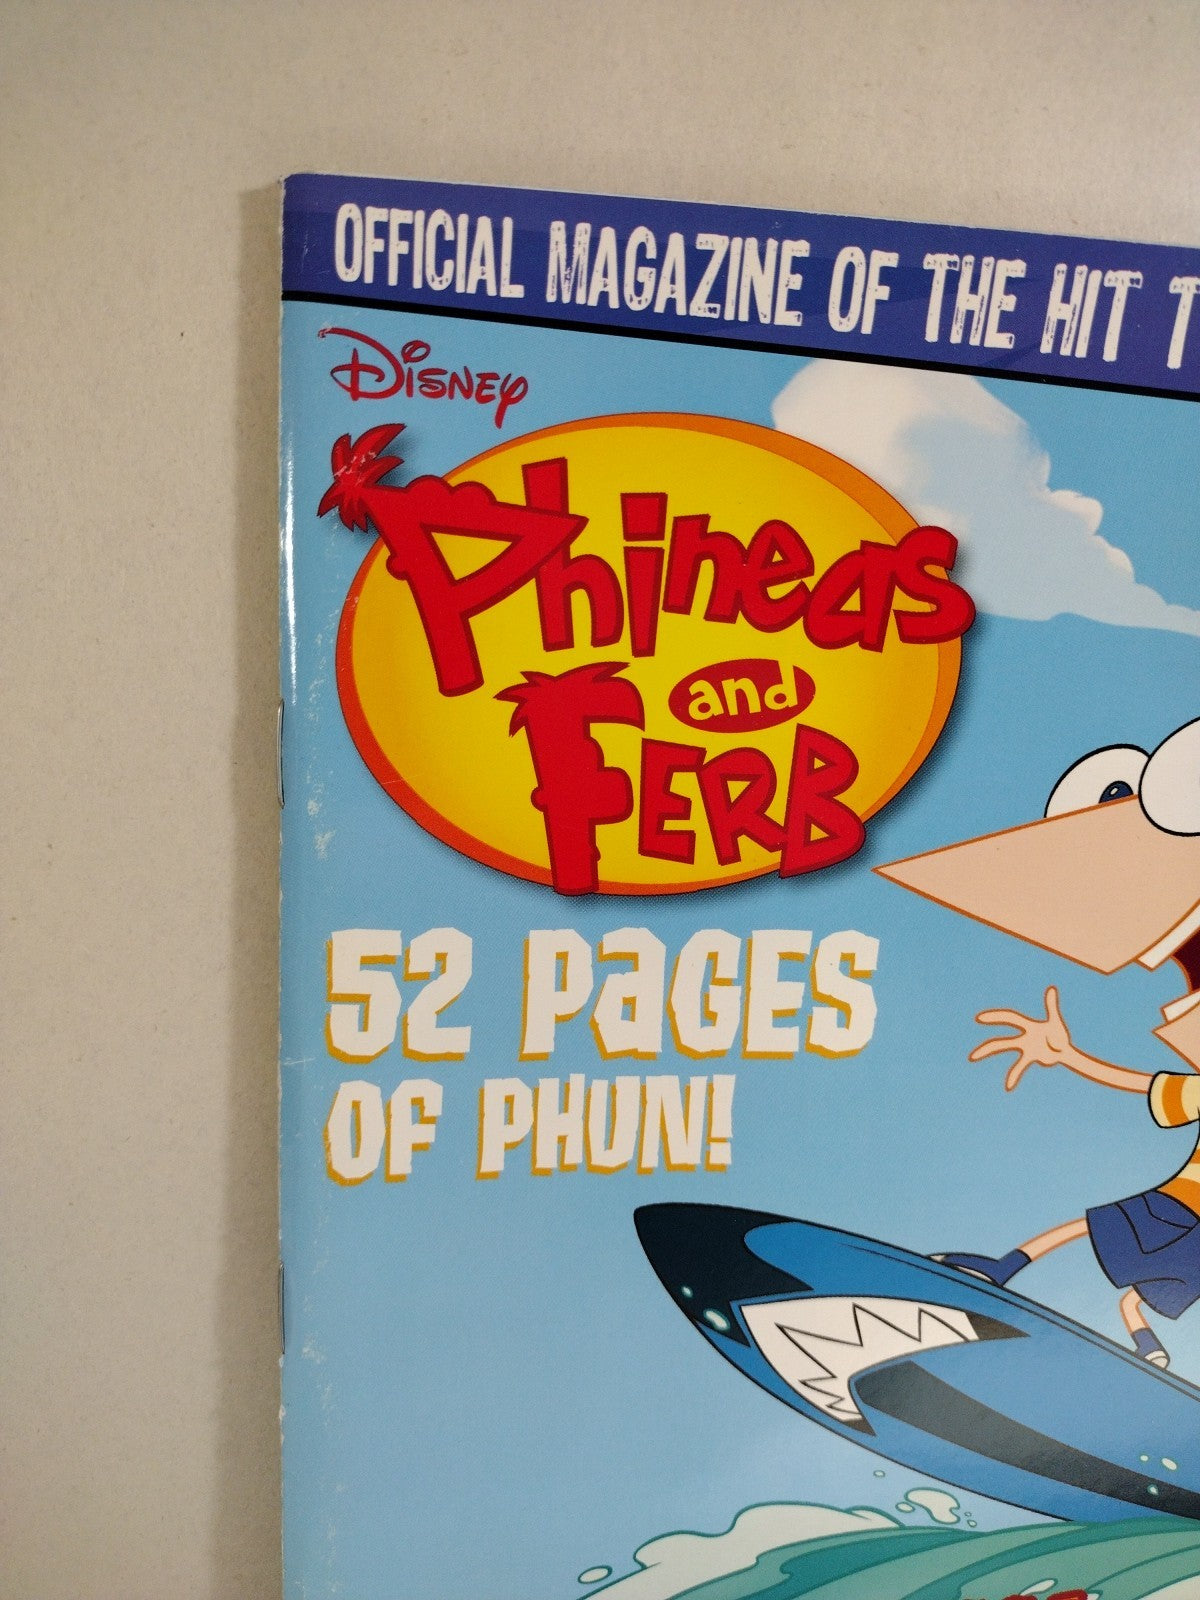 OFFICIAL MAGAZINE OF THE HIT T
DISNEY
Phineas
and
FERB
52 PAGES
OF PHUN!